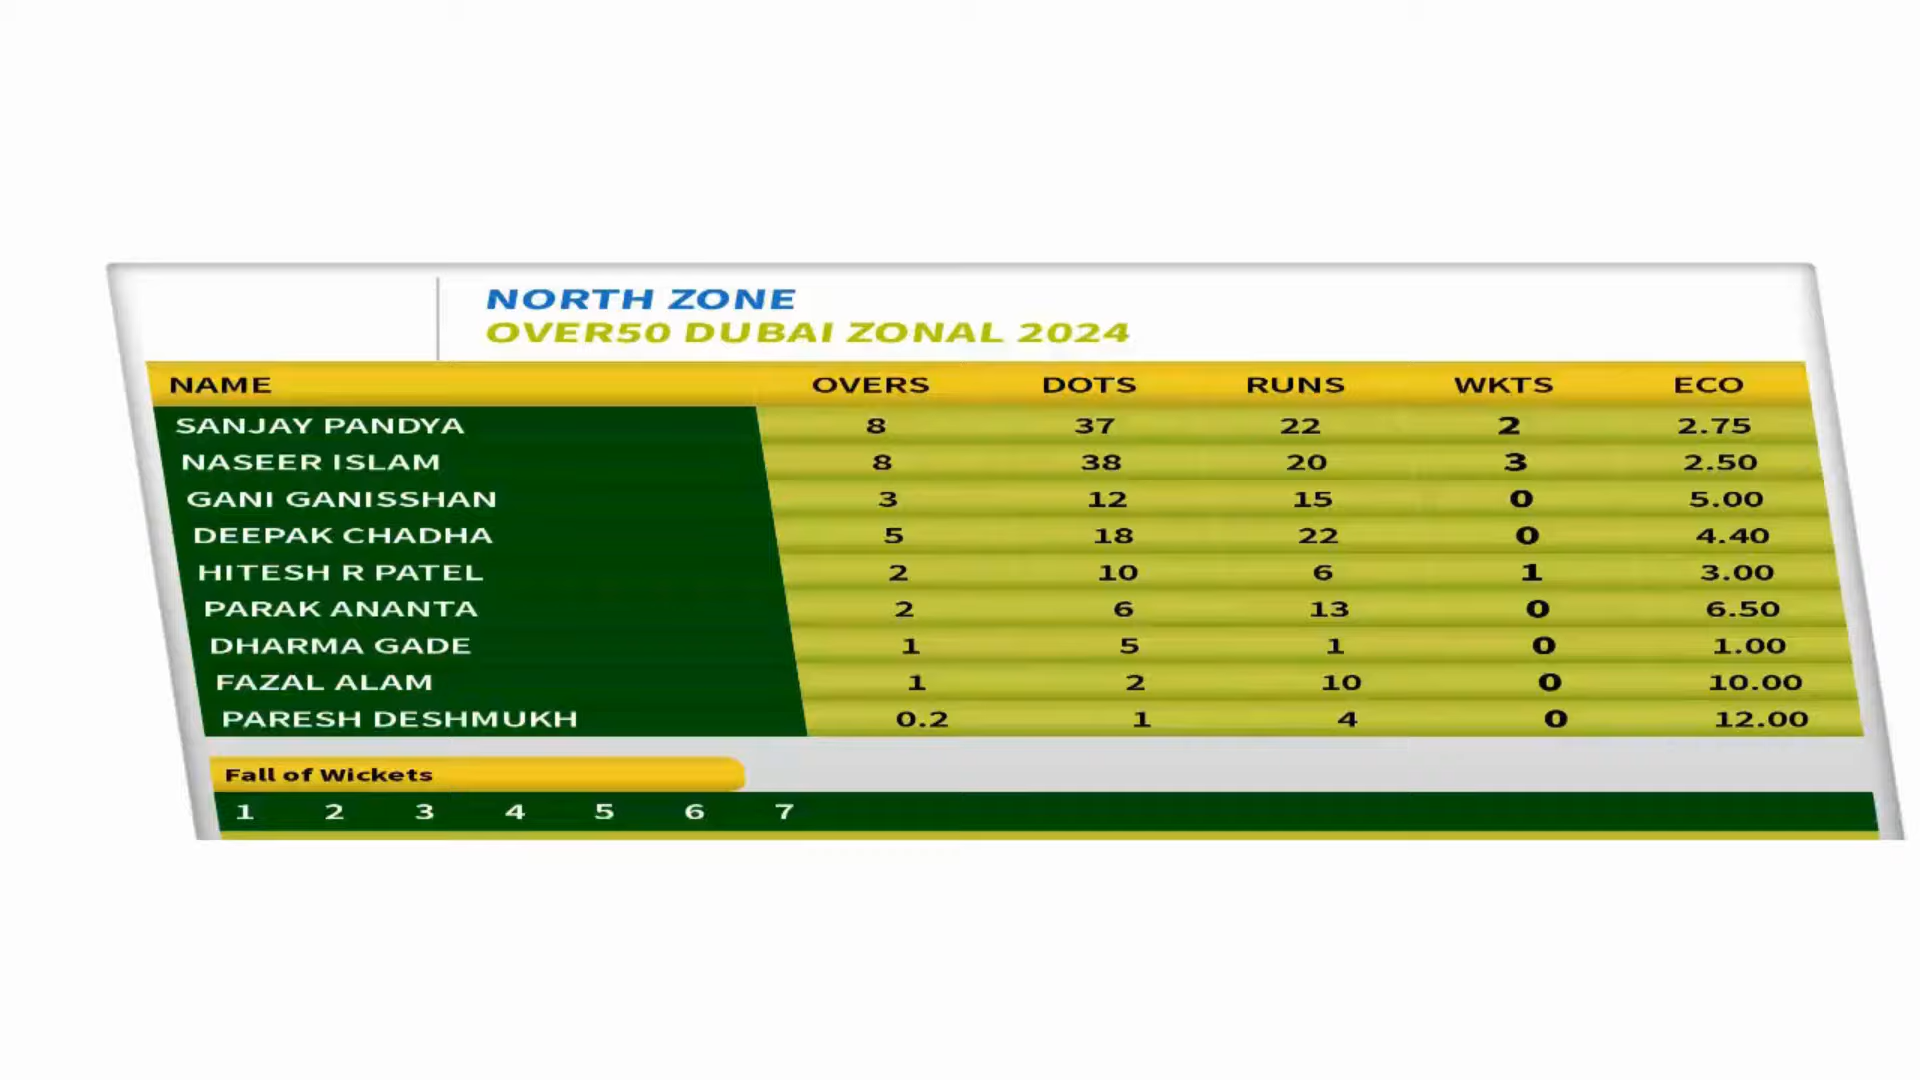 NORTH ZONE
OVER50 DUBAI ZONAL 2024
NAME OVERS DOTS RUNS WKTS ECO
SANJAY PANDYA 8 37 22 2 2.75
NASEER ISLAM 8 38 20 3 2.50
GANI GANISSHAN 3 12 15 0 5.00
DEEPAK CHADHA 5 18 22 0 4.40
HITESH R PATEL 2 10 6 1 3.00
PARAK ANANTA 2 6 13 0 6.50
DHARMA GADE 1 5 1 0 1.00
FAZAL ALAM 1 2 10 0 10.00
PARESH DESHMUKH 0.2 1 4 0 12.00
Fall of Wickets
1 2 3 4 5 6 7